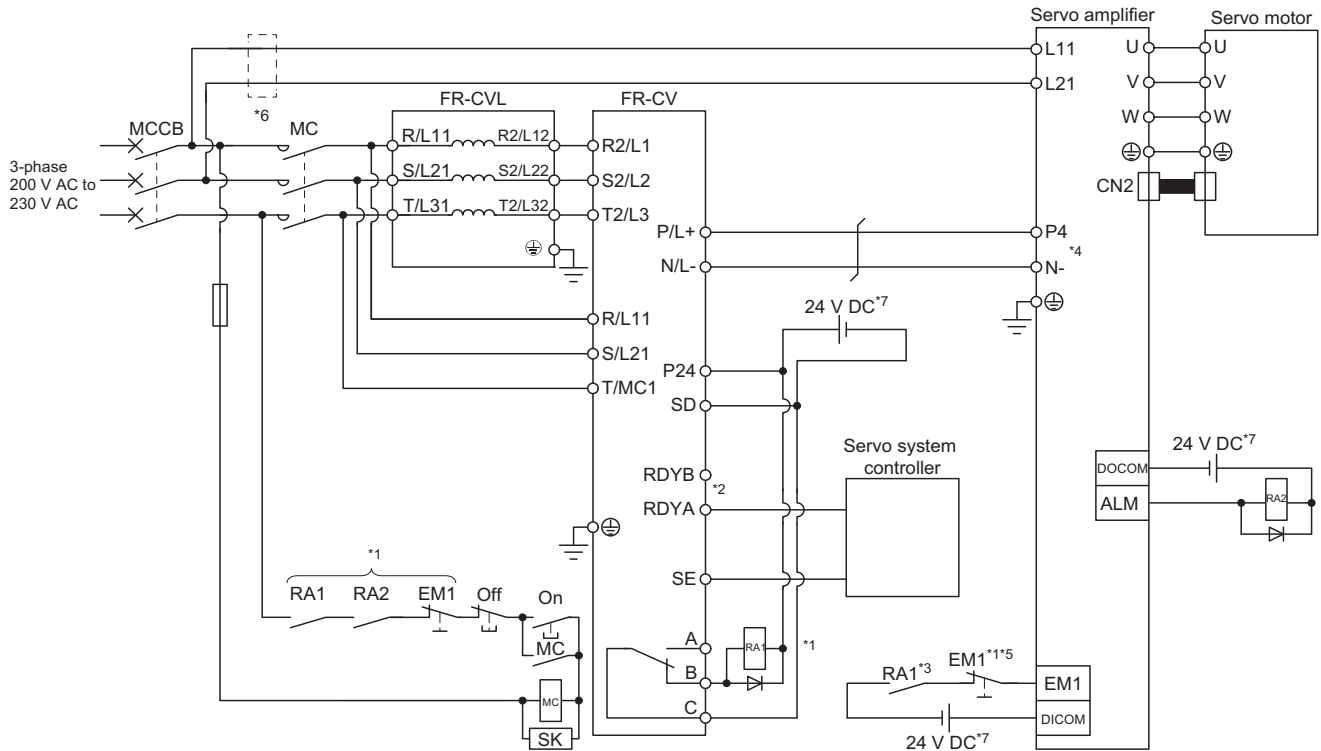 Servo amplifier
Servo motor
L11
U
U
L21
V
V
*6
FR-CVL
FR-CV
W
W
MCCB
MC
R/L11
R2/L12
R2/L1
3-phase
200 V AC to
230 V AC
S/L21
S2/L22
S2/L2
CN2
T/L31
T2/L32
T2/L3
P/L+
P4
*4
N/L-
N-
24 V DC*7
R/L11
S/L21
P24
T/MC1
SD
Servo system
controller
24 V DC*7
RDYB
*2
DOCOM
RDYA
ALM
RA2
*1
SE
RA1
RA2
EM1
Off
On
MC
A
RA1
*1
B
RA1*3
EM1*1*5
EM1
MC
C
DICOM
SK
24 V DC*7